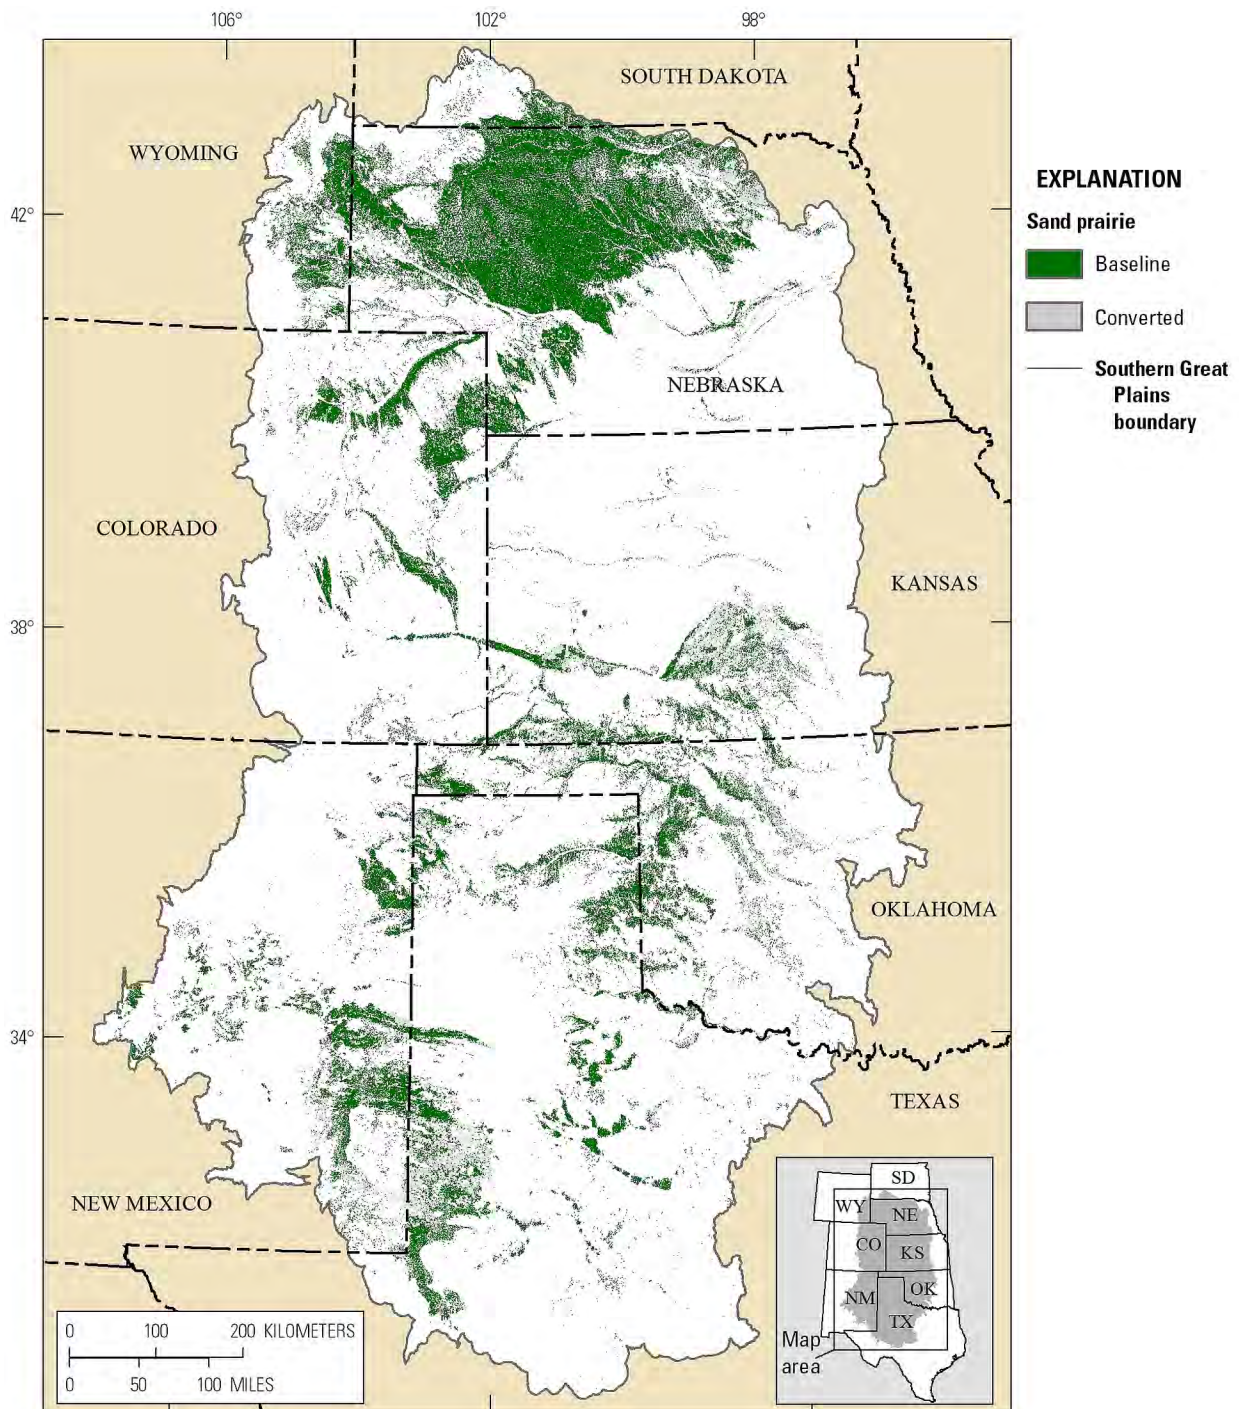 106°
102°
98°
SOUTH DAKOTA
WYOMING
42°
EXPLANATION
Sand prairie
Baseline
Converted
Southern Great
Plains
boundary
NEBRASKA
COLORADO
KANSAS
38°
OKLAHOMA
34°
TEXAS
NEW MEXICO
0 100 200 KILOMETERS
0 50 100 MILES
SD
WY
NE
CO
KS
NM
OK
TX
Map
area